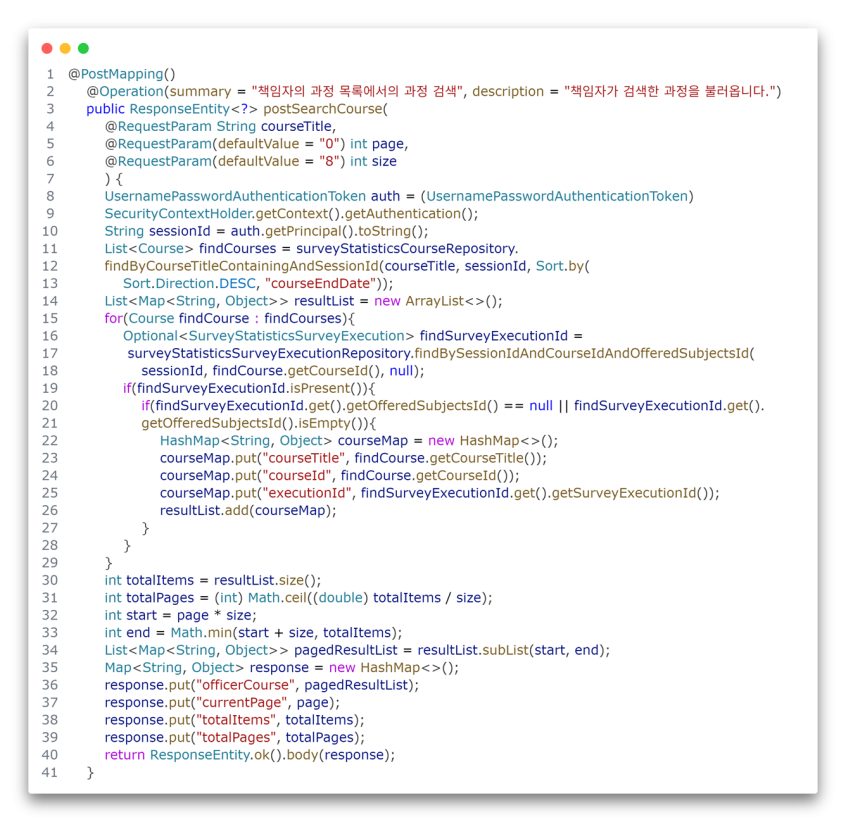 1 @PostMapping()
2 @Operation(summary = "책임자의 과정 목록에서의 과정 검색", description = "책임자가 검색한 과정을 불러옵니다.")
3 public ResponseEntity<?> postSearchCourse(
4 @RequestParam String courseTitle,
5 @RequestParam(defaultValue = "0") int page,
6 @RequestParam(defaultValue = "8") int size
7 ) {
8 UsernamePasswordAuthenticationToken auth = (UsernamePasswordAuthenticationToken)
9 SecurityContextHolder.getContext().getAuthentication();
10 String sessionId = auth.getPrincipal().toString();
11 List<Course> findCourses = surveyStatisticsCourseRepository.
12 findByCourseTitleContainingAndSessionId(courseTitle, sessionId, Sort.by(
13 Sort.Direction.DESC, "courseEndDate"));
14 List<Map<String, Object>> resultList = new ArrayList<>();
15 for(Course findCourse : findCourses){
16 Optional<SurveyStatisticsSurveyExecution> findSurveyExecutionId =
17 surveyStatisticsSurveyExecutionRepository.findBySessionIdAndCourseIdAndOfferedSubjectsId(
18 sessionId, findCourse.getCourseId(), null);
19 if(findSurveyExecutionId.isPresent()){
20 if(findSurveyExecutionId.get().getOfferedSubjectsId() == null || findSurveyExecutionId.get().
21 getOfferedSubjectsId().isEmpty()){
22 HashMap<String, Object> courseMap = new HashMap<>();
23 courseMap.put("courseTitle", findCourse.getCourseTitle());
24 courseMap.put("courseId", findCourse.getCourseId());
25 courseMap.put("executionId", findSurveyExecutionId.get().getSurveyExecutionId());
26 resultList.add(courseMap);
27 }
28 }
29 }
30 int totalItems = resultList.size();
31 int totalPages = (int) Math.ceil((double) totalItems / size);
32 int start = page * size;
33 int end = Math.min(start + size, totalItems);
34 List<Map<String, Object>> pagedResultList = resultList.subList(start, end);
35 Map<String, Object> response = new HashMap<>();
36 response.put("officerCourse", pagedResultList);
37 response.put("currentPage", page);
38 response.put("totalItems", totalItems);
39 response.put("totalPages", totalPages);
40 return ResponseEntity.ok().body(response);
41 }